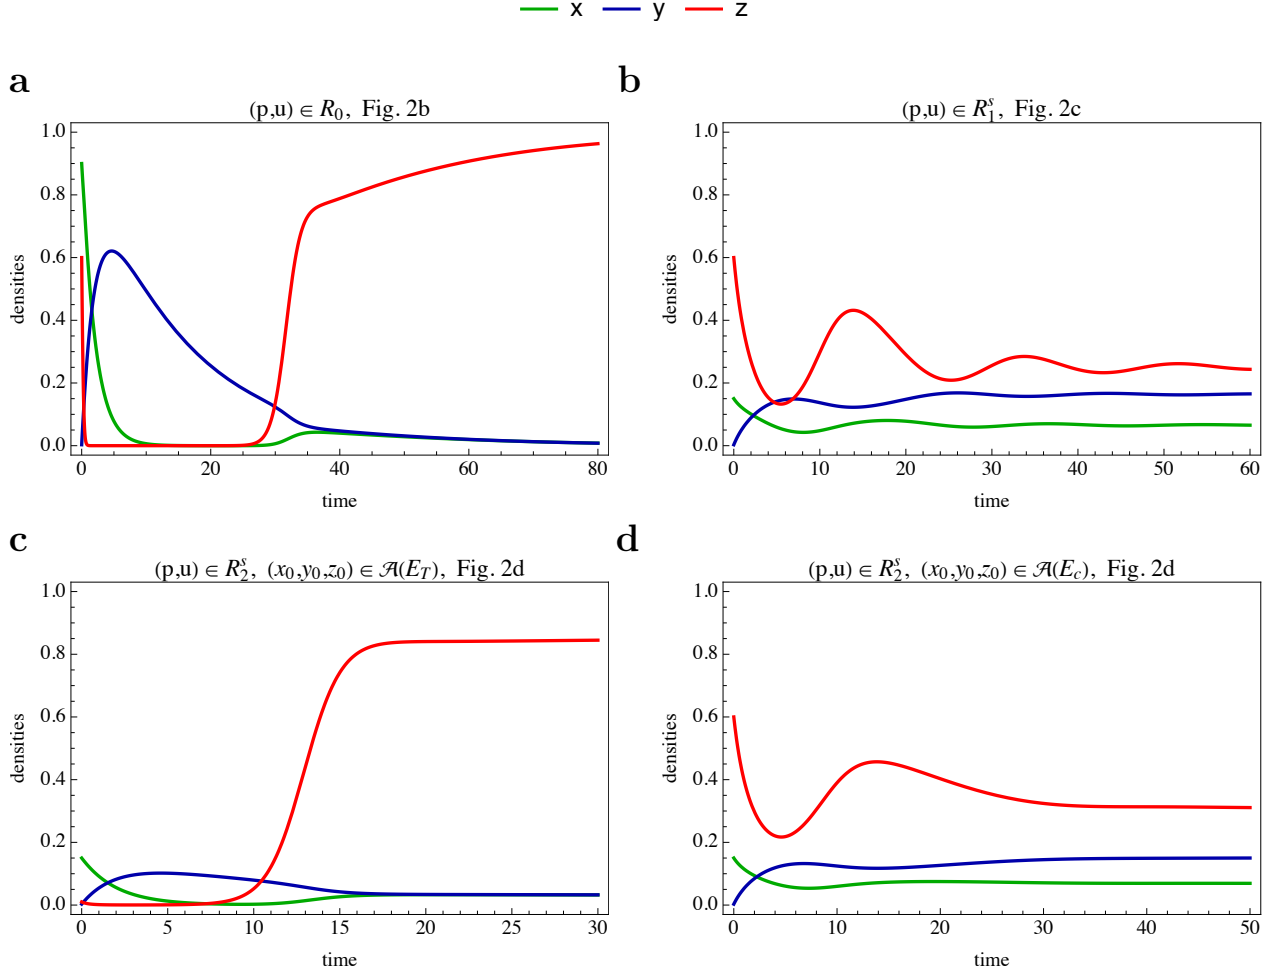 x y z
a
(p,u) ∈ R₀, Fig. 2b
densities
1.0
0.8
0.6
0.4
0.2
0.0
0 20 40 60 80
time
b
(p,u) ∈ R₁ˢ, Fig. 2c
densities
1.0
0.8
0.6
0.4
0.2
0.0
0 10 20 30 40 50 60
time
c
(p,u) ∈ R₂ˢ, (x₀,y₀,z₀) ∈ 𝒜(E_T), Fig. 2d
densities
1.0
0.8
0.6
0.4
0.2
0.0
0 5 10 15 20 25 30
time
d
(p,u) ∈ R₂ˢ, (x₀,y₀,z₀) ∈ 𝒜(E_c), Fig. 2d
densities
1.0
0.8
0.6
0.4
0.2
0.0
0 10 20 30 40 50
time